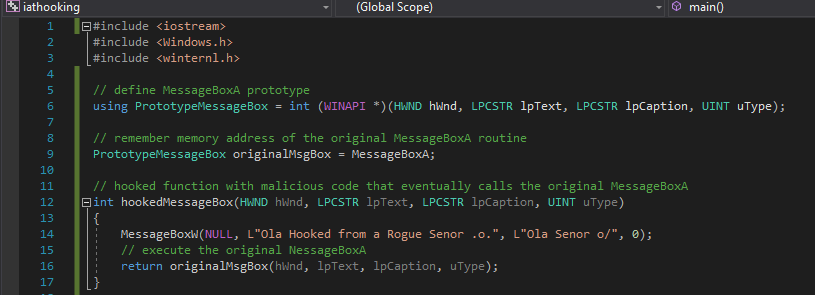 iathooking (Global Scope) main()
1 #include <iostream>
2 #include <Windows.h>
3 #include <winternl.h>
4
5 // define MessageBoxA prototype
6 using PrototypeMessageBox = int (WINAPI *)(HWND hWnd, LPCSTR lpText, LPCSTR lpCaption, UINT uType);
7
8 // remember memory address of the original MessageBoxA routine
9 PrototypeMessageBox originalMsgBox = MessageBoxA;
10
11 // hooked function with malicious code that eventually calls the original MessageBoxA
12 int hookedMessageBox(HWND hWnd, LPCSTR lpText, LPCSTR lpCaption, UINT uType)
13 {
14 MessageBoxW(NULL, L"Ola Hooked from a Rogue Senor .o.", L"Ola Senor o/", 0);
15 // execute the original NessageBoxA
16 return originalMsgBox(hWnd, lpText, lpCaption, uType);
17 }